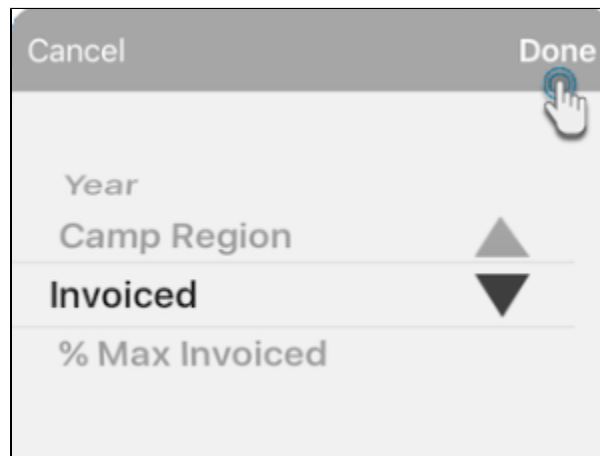 Cancel Done
Year
Camp Region
Invoiced
% Max Invoiced